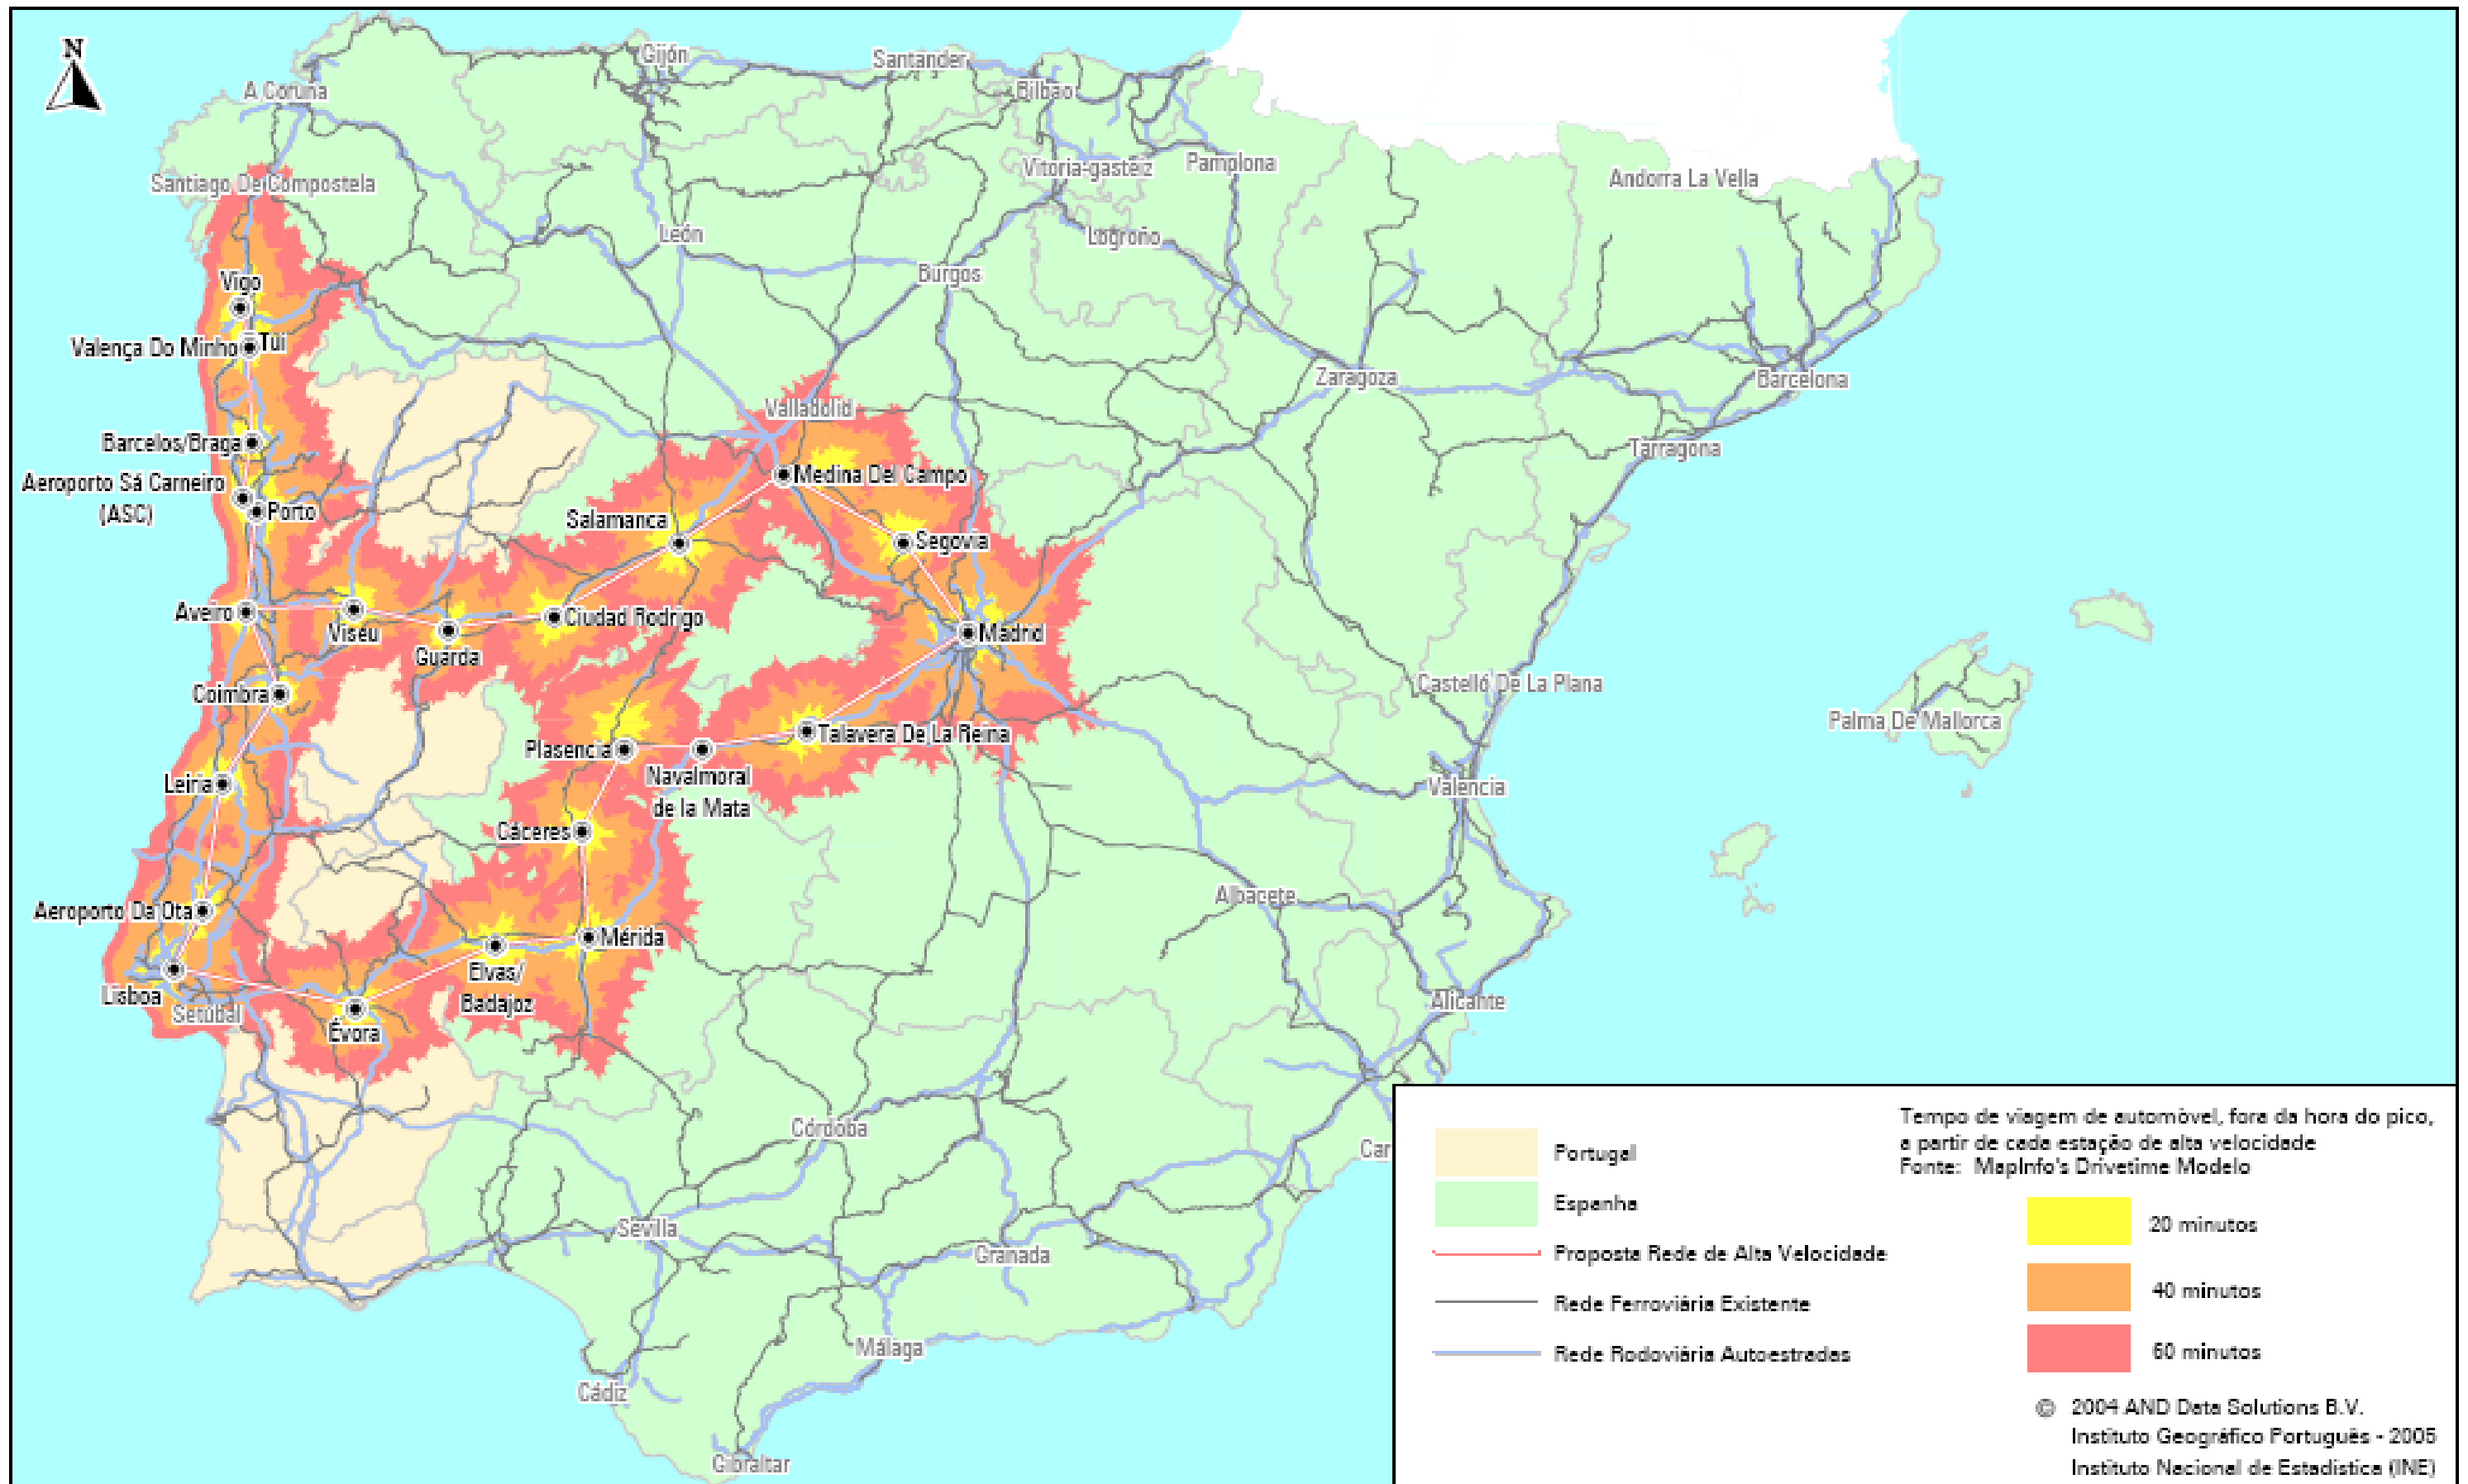 N
Gijón
Santander
A Coruña
Bilbao
Vitoria-gasteiz
Pamplona
Santiago De Compostela
Andorra La Vella
León
Logroño
Burgos
Vigo
Valença Do Minho
Tui
Zaragoza
Barcelona
Valladolid
Barcelos/Braga
Tarragona
Medina Del Campo
Aeroporto Sá Carneiro
(ASC)
Porto
Salamanca
Segovia
Aveiro
Viseu
Ciudad Rodrigo
Madrid
Guarda
Coimbra
Castelló De La Plana
Palma De Mallorca
Plasencia
Talavera De La Reina
Navalmoral
de la Mata
Leiria
Valencia
Cáceres
Albacete
Aeroporto Da Ota
Mérida
Lisboa
Elvas/
Badajoz
Setúbal
Évora
Alicante
Córdoba
Car
Sevilla
Granada
Málaga
Cádiz
Gibraltar
Portugal
Espanha
Proposta Rede de Alta Velocidade
Rede Ferroviária Existente
Rede Rodoviária Autoestradas
Tempo de viagem de automòvel, fora da hora do pico,
a partir de cada estação de alta velocidade
Fonte: MapInfo's Drivetime Modelo
20 minutos
40 minutos
60 minutos
© 2004 AND Data Solutions B.V.
Instituto Geográfico Português - 2005
Instituto Nacional de Estadística (INE)